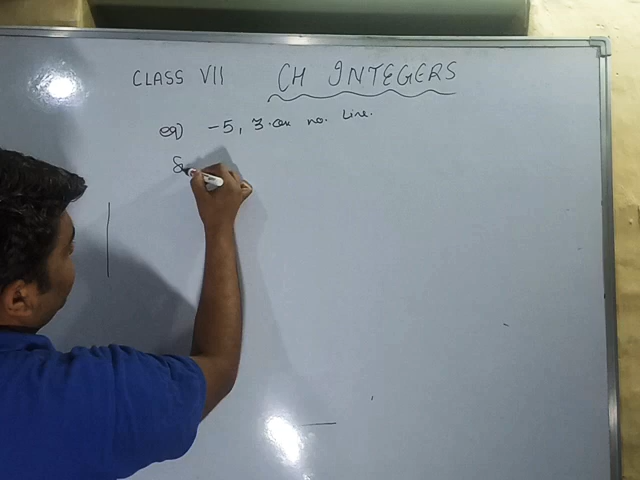 CLASS VII CH INTEGERS
eg) -5, 3 on no. line.
S